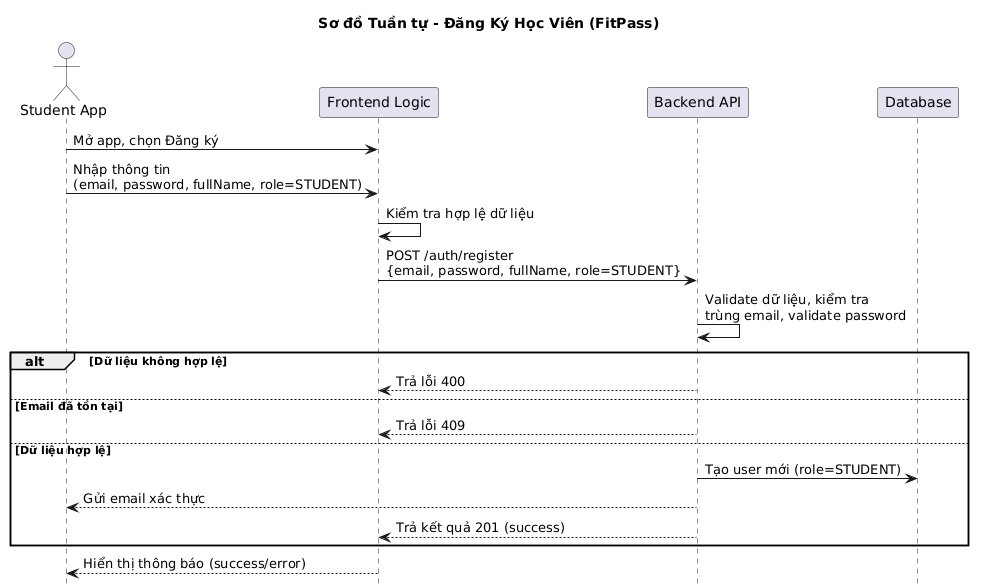 Sơ đồ Tuần tự - Đăng Ký Học Viên (FitPass)
Student App
Frontend Logic
Backend API
Database
Mở app, chọn Đăng ký
Nhập thông tin
(email, password, fullName, role=STUDENT)
Kiểm tra hợp lệ dữ liệu
POST /auth/register
{email, password, fullName, role=STUDENT}
Validate dữ liệu, kiểm tra
trùng email, validate password
alt
[Dữ liệu không hợp lệ]
Trả lỗi 400
[Email đã tồn tại]
Trả lỗi 409
[Dữ liệu hợp lệ]
Tạo user mới (role=STUDENT)
Gửi email xác thực
Trả kết quả 201 (success)
Hiển thị thông báo (success/error)